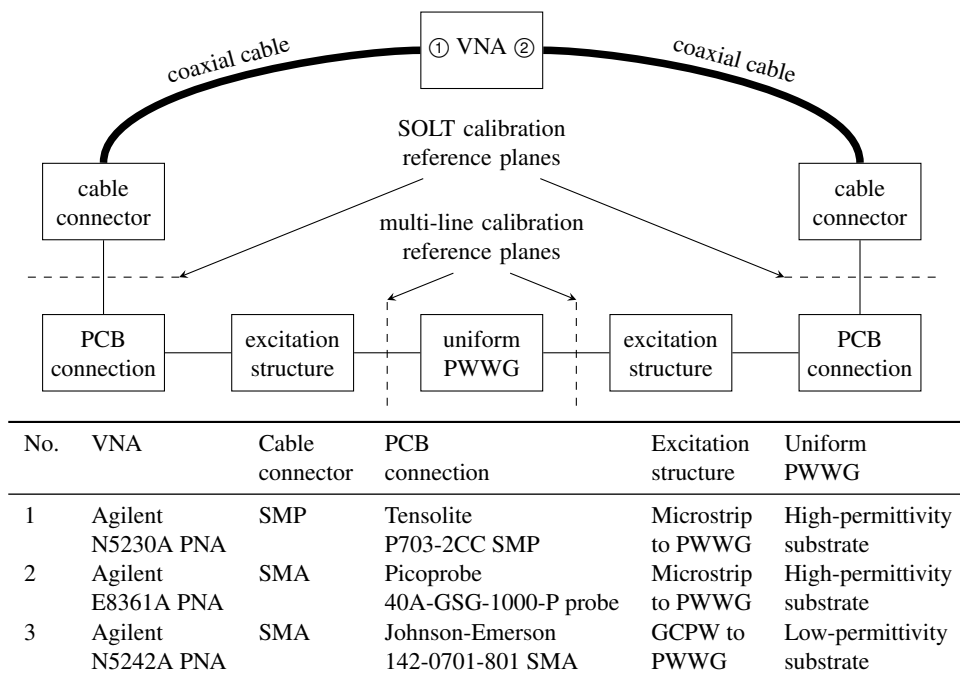 coaxial cable
① VNA ②
coaxial cable
SOLT calibration
reference planes
cable
connector
cable
connector
multi-line calibration
reference planes
PCB
connection
excitation
structure
uniform
PWWG
excitation
structure
PCB
connection
No. VNA Cable PCB Excitation Uniform
connector connection structure PWWG
1 Agilent SMP Tensolite Microstrip High-permittivity
N5230A PNA P703-2CC SMP to PWWG substrate
2 Agilent SMA Picoprobe Microstrip High-permittivity
E8361A PNA 40A-GSG-1000-P probe to PWWG substrate
3 Agilent SMA Johnson-Emerson GCPW to Low-permittivity
N5242A PNA 142-0701-801 SMA PWWG substrate